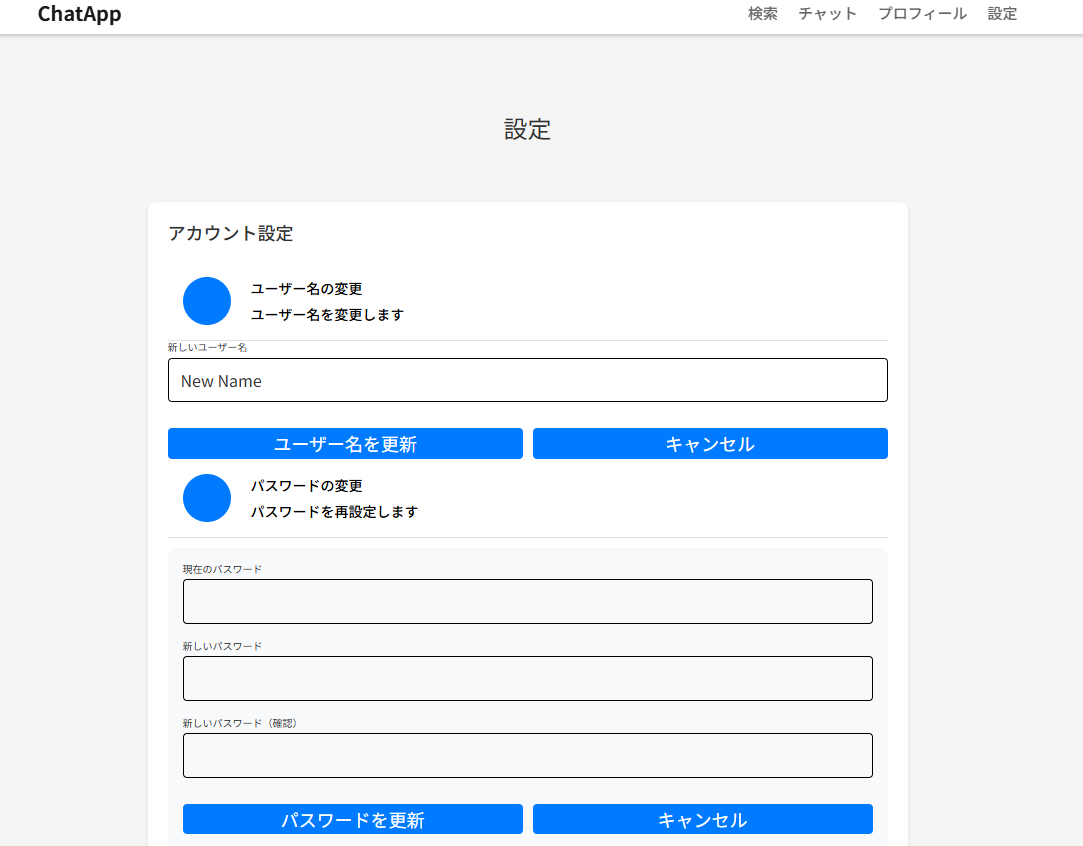 ChatApp
検索 チャット プロフィール 設定
設定
アカウント設定
ユーザー名の変更
ユーザー名を変更します
新しいユーザー名
New Name
ユーザー名を更新 キャンセル
パスワードの変更
パスワードを再設定します
現在のパスワード
新しいパスワード
新しいパスワード（確認）
パスワードを更新 キャンセル